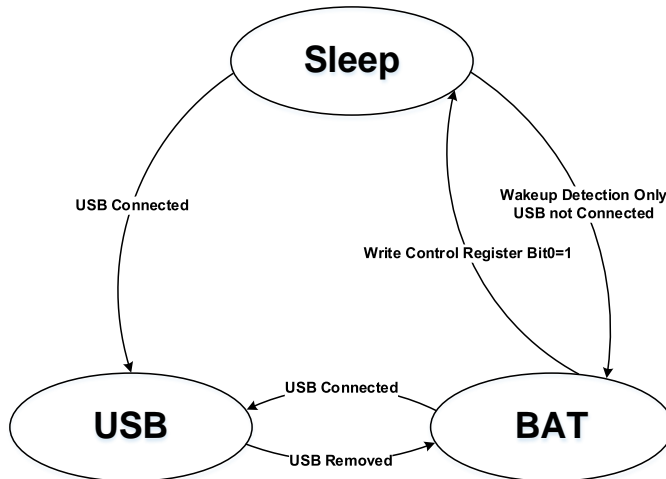 Sleep
USB Connected
Wakeup Detection Only
USB not Connected
Write Control Register Bit0=1
USB Connected
USB
BAT
USB Removed